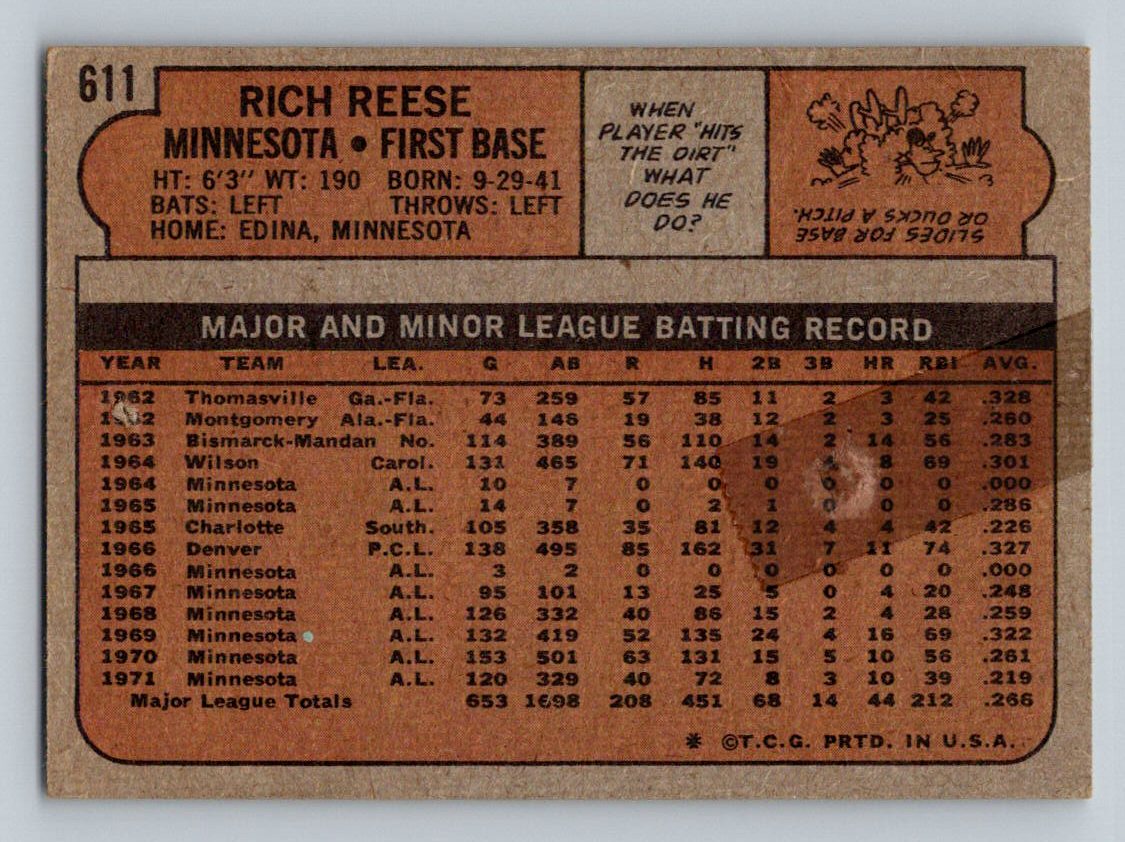 611
RICH REESE
MINNESOTA • FIRST BASE
HT: 6'3" WT: 190 BORN: 9-29-41
BATS: LEFT THROWS: LEFT
HOME: EDINA, MINNESOTA
WHEN
PLAYER "HITS
THE DIRT"
WHAT
DOES HE
DO?
SLIDES FOR BASE
OR DUCKS A PITCH.
MAJOR AND MINOR LEAGUE BATTING RECORD
YEAR TEAM LEA. G AB R H 2B 3B HR RBI AVG.
1962 Thomasville Ga.-Fla. 73 259 57 85 11 2 3 42 .328
1962 Montgomery Ala.-Fla. 44 146 19 38 12 2 3 25 .260
1963 Bismarck-Mandan No. 114 389 56 110 14 2 14 56 .283
1964 Wilson Carol. 131 465 71 140 19 8 69 .301
1964 Minnesota A.L. 10 7 0 0 0 0 0 0 .000
1965 Minnesota A.L. 14 7 0 2 1 0 0 0 .286
1965 Charlotte South. 105 358 35 81 12 4 4 42 .226
1966 Denver P.C.L. 138 495 85 162 31 7 11 74 .327
1966 Minnesota A.L. 3 2 0 0 0 0 0 0 .000
1967 Minnesota A.L. 95 101 13 25 5 0 4 20 .248
1968 Minnesota A.L. 126 332 40 86 15 2 4 28 .259
1969 Minnesota A.L. 132 419 52 135 24 4 16 69 .322
1970 Minnesota A.L. 153 501 63 131 15 5 10 56 .261
1971 Minnesota A.L. 120 329 40 72 8 3 10 39 .219
Major League Totals 653 1698 208 451 68 14 44 212 .266
* ©T.C.G. PRTD. IN U.S.A.